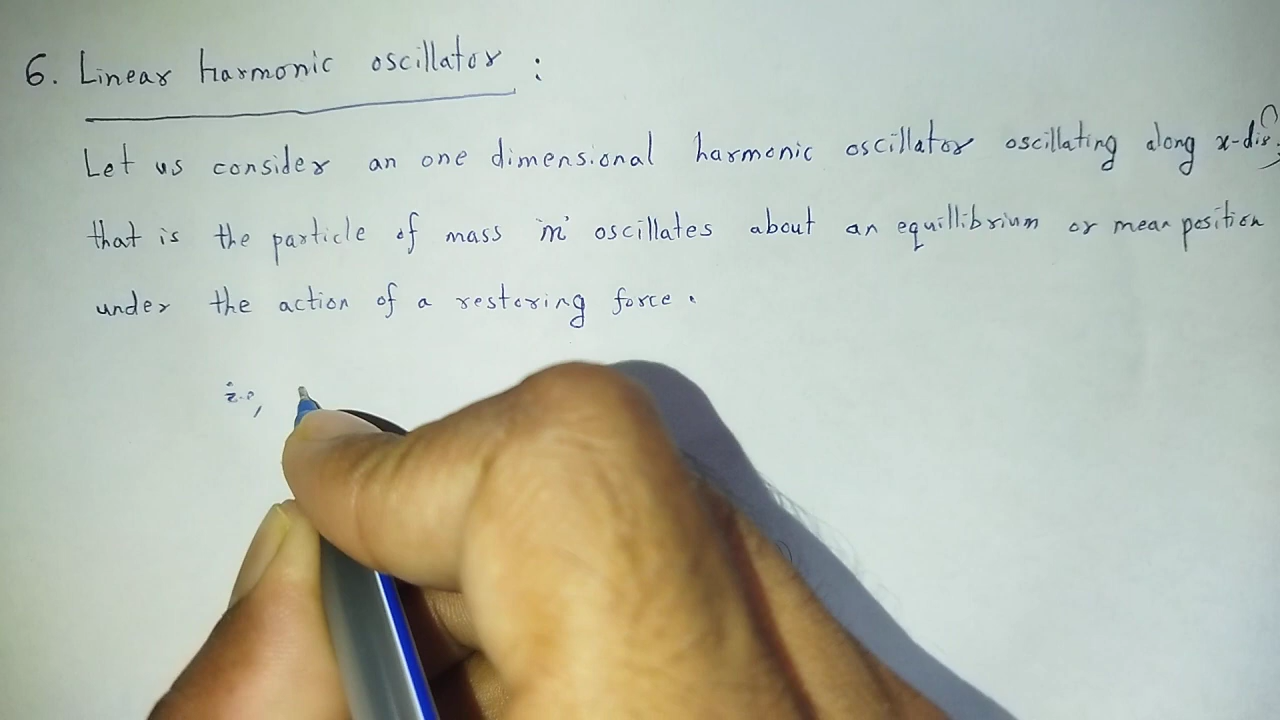 6. Linear harmonic oscillator :
Let us consider an one dimensional harmonic oscillator oscillating along x-dirⁿ,
that is the particle of mass 'm' oscillates about an equillibrium or mean position
under the action of a restoring force.
i.e,